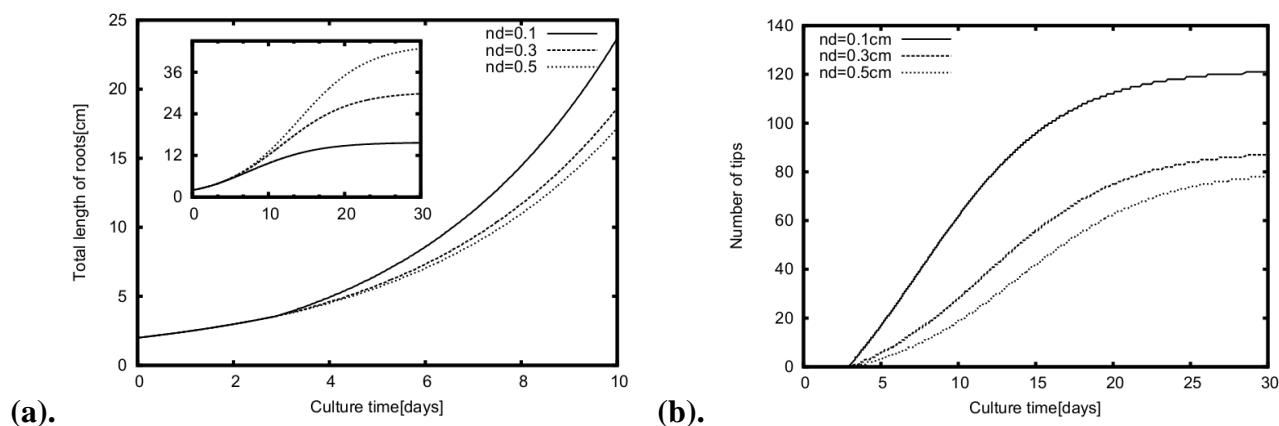 25
20
15
10
5
0
Total length of roots[cm]
nd=0.1
nd=0.3
nd=0.5
36
24
12
0
0 10 20 30
0 2 4 6 8 10
Culture time[days]
(a).
140
120
100
80
60
40
20
0
Number of tips
nd=0.1cm
nd=0.3cm
nd=0.5cm
0 5 10 15 20 25 30
Culture time[days]
(b).